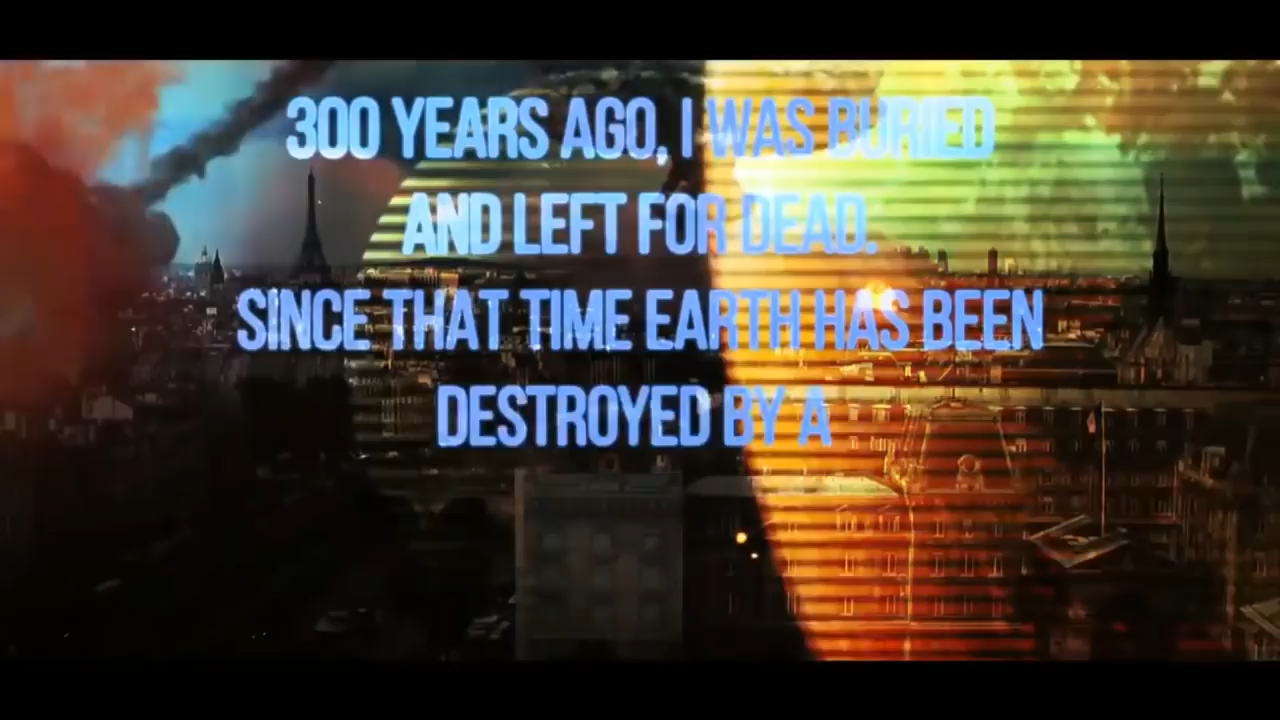 300 YEARS AGO, I WAS BURIED
AND LEFT FOR DEAD.
SINCE THAT TIME EARTH HAS BEEN
DESTROYED BY A